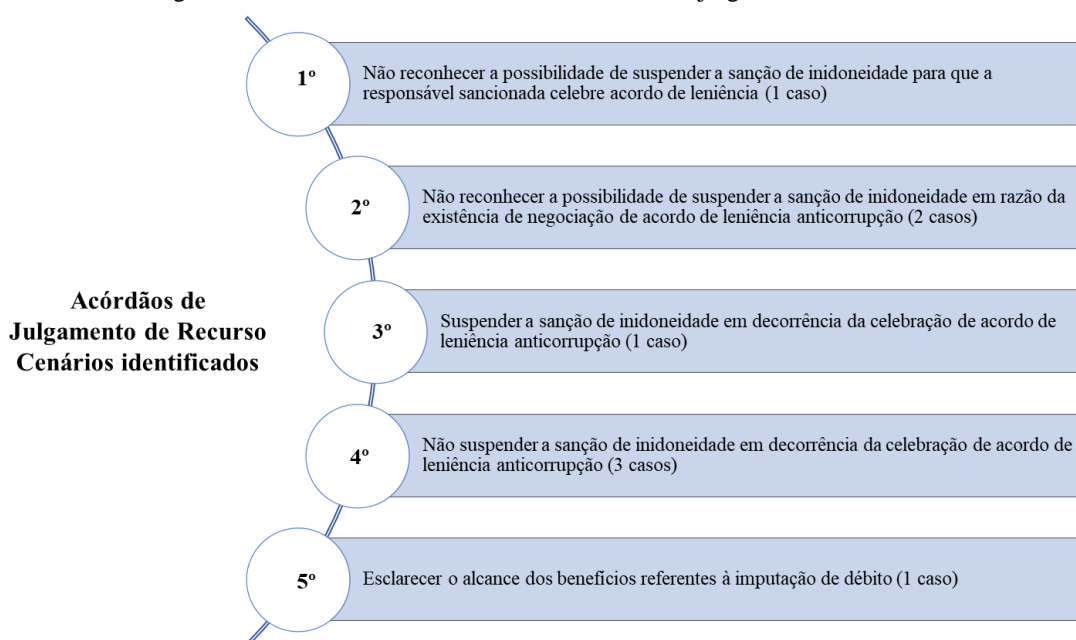 1º
Não reconhecer a possibilidade de suspender a sanção de inidoneidade para que a
responsável sancionada celebre acordo de leniência (1 caso)
2º
Não reconhecer a possibilidade de suspender a sanção de inidoneidade em razão da
existência de negociação de acordo de leniência anticorrupção (2 casos)
Acórdãos de
Julgamento de Recurso
Cenários identificados
3º
Suspender a sanção de inidoneidade em decorrência da celebração de acordo de
leniência anticorrupção (1 caso)
4º
Não suspender a sanção de inidoneidade em decorrência da celebração de acordo de
leniência anticorrupção (3 casos)
5º
Esclarecer o alcance dos benefícios referentes à imputação de débito (1 caso)